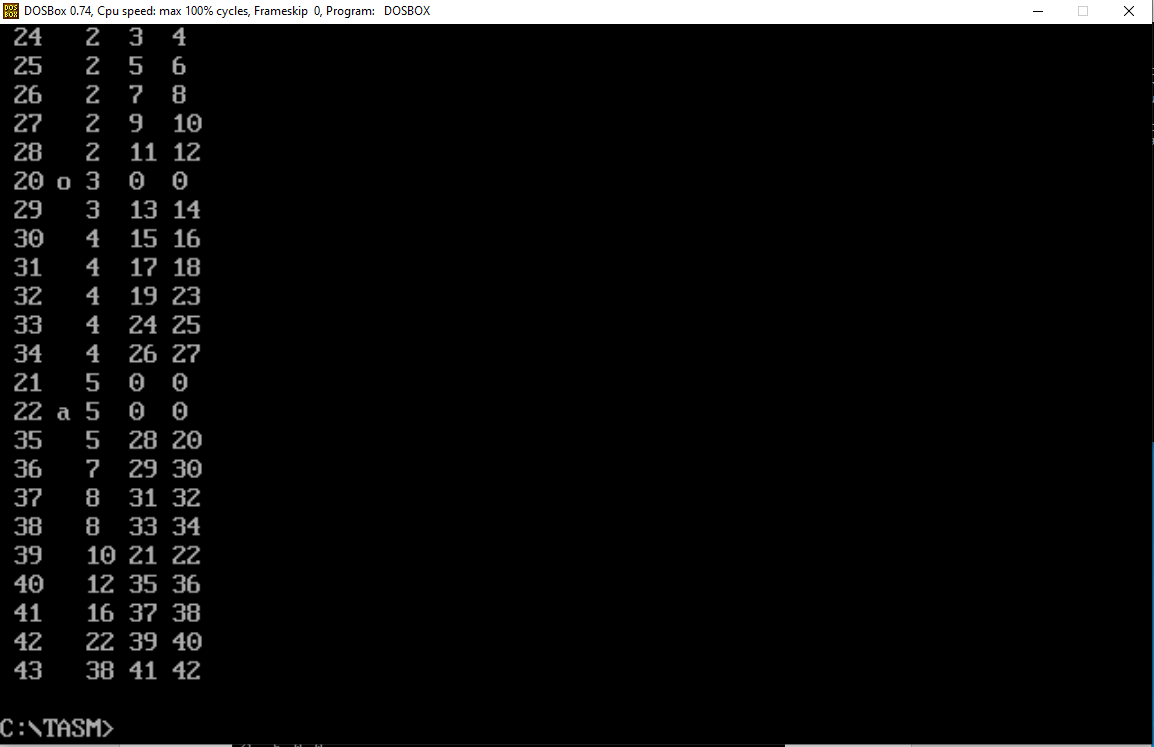 DOSBox 0.74, Cpu speed: max 100% cycles, Frameskip 0, Program: DOSBOX
24 2 3 4
25 2 5 6
26 2 7 8
27 2 9 10
28 2 11 12
20 o 3 0 0
29 3 13 14
30 4 15 16
31 4 17 18
32 4 19 23
33 4 24 25
34 4 26 27
21 5 0 0
22 a 5 0 0
35 5 28 20
36 7 29 30
37 8 31 32
38 8 33 34
39 10 21 22
40 12 35 36
41 16 37 38
42 22 39 40
43 38 41 42
C:\TASM>